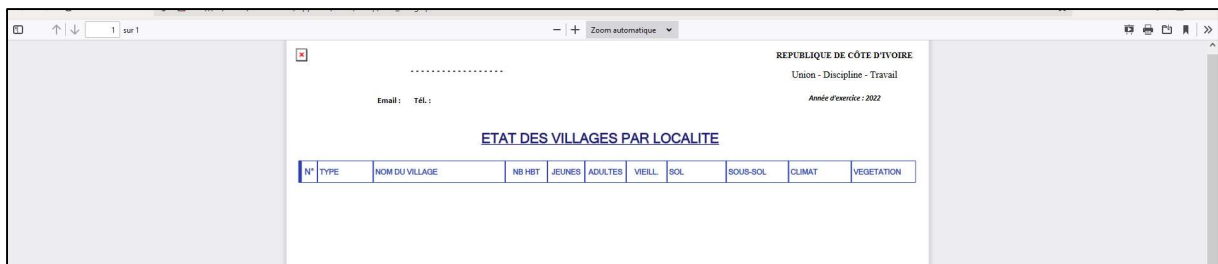 1 sur 1 − + Zoom automatique
REPUBLIQUE DE CÔTE D'IVOIRE
------------------
Union - Discipline - Travail
Email : Tél. : Année d'exercice : 2022
ETAT DES VILLAGES PAR LOCALITE
N° TYPE NOM DU VILLAGE NB HBT JEUNES ADULTES VIEILL. SOL SOUS-SOL CLIMAT VEGETATION